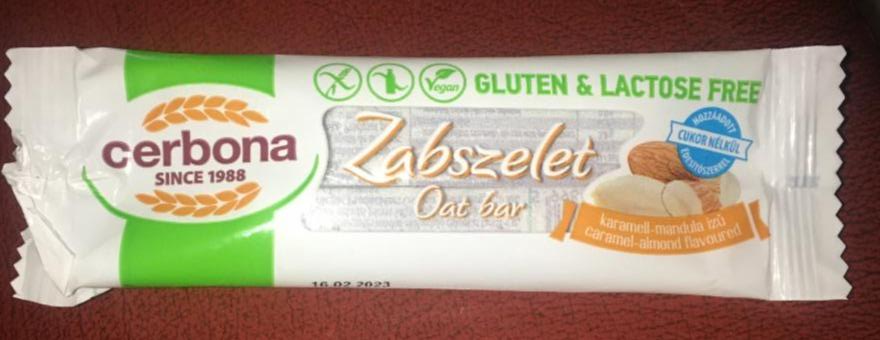 cerbona
SINCE 1988
Vegan
GLUTEN & LACTOSE FREE
Zabszelet
Oat bar
HOZZÁADOTT
CUKOR NÉLKÜL
ÉDESÍTŐSZERREL
karamell-mandula ízű
caramel-almond flavoured
16.02.2023